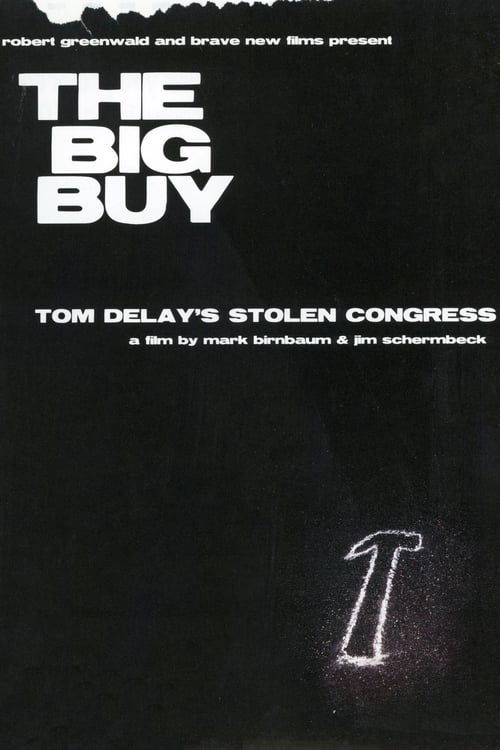 robert greenwald and brave new films present
THE
BIG
BUY
TOM DELAY'S STOLEN CONGRESS
a film by mark birnbaum & jim schermbeck